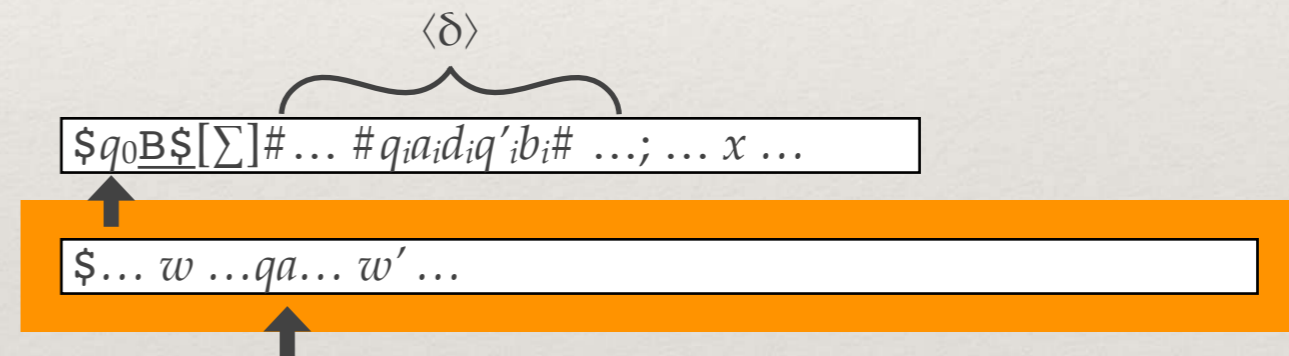 ⟨δ⟩
$q₀B$[∑]#… #qᵢaᵢdᵢq′ᵢbᵢ# …; … x …
$… w …qa… w′ …